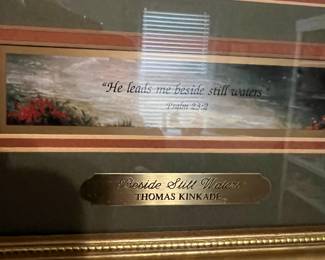 "He leads me beside still waters."
Psalm 23:2
Beside Still Waters
THOMAS KINKADE